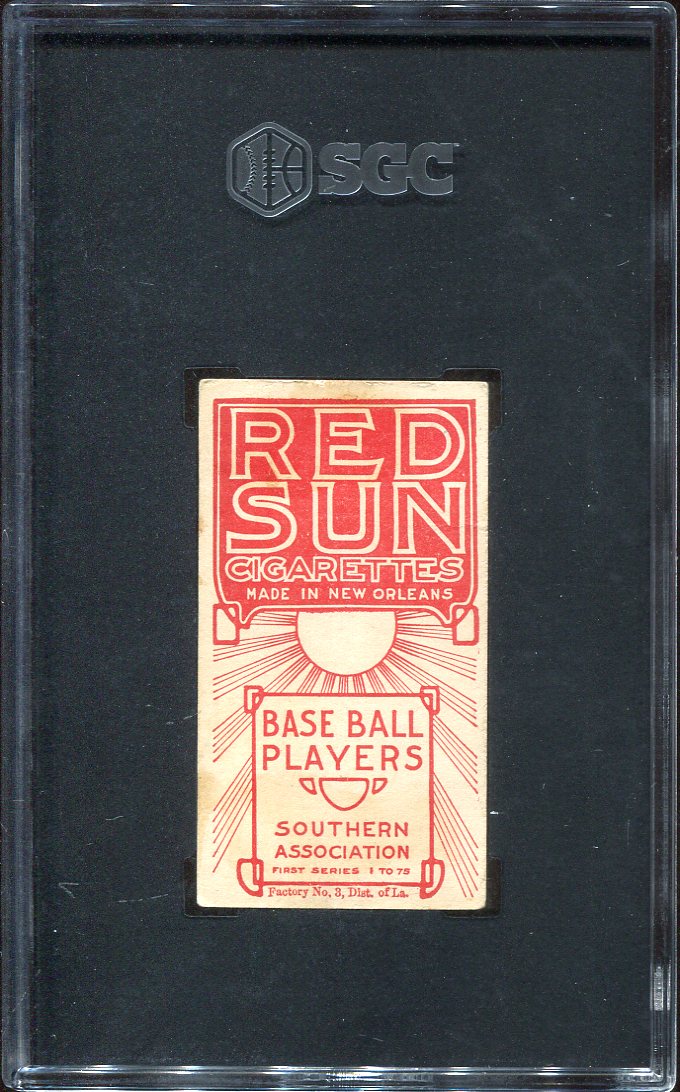 SGC
RED
SUN
CIGARETTES
MADE IN NEW ORLEANS
BASE BALL
PLAYERS
SOUTHERN
ASSOCIATION
FIRST SERIES 1 TO 75
Factory No. 3, Dist. of La.